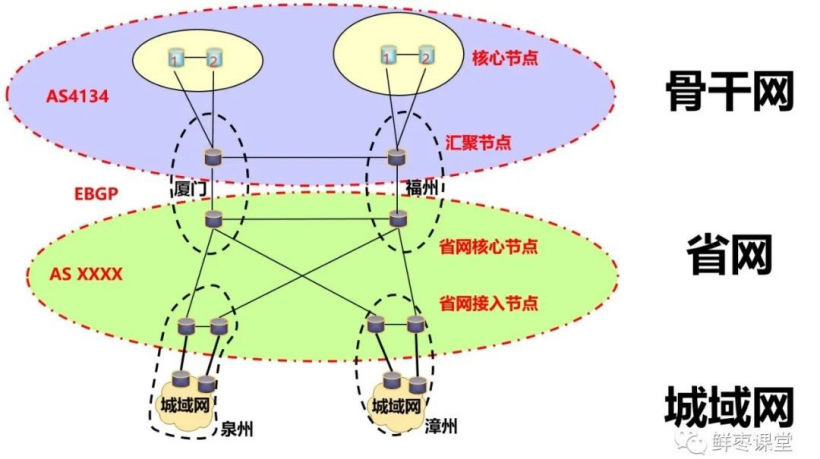 1
2
1
2
核心节点
骨干网
AS4134
汇聚节点
厦门
福州
EBGP
省网核心节点
省网
AS XXXX
省网接入节点
城域网
城域网
城域网
泉州
漳州
鲜枣课堂